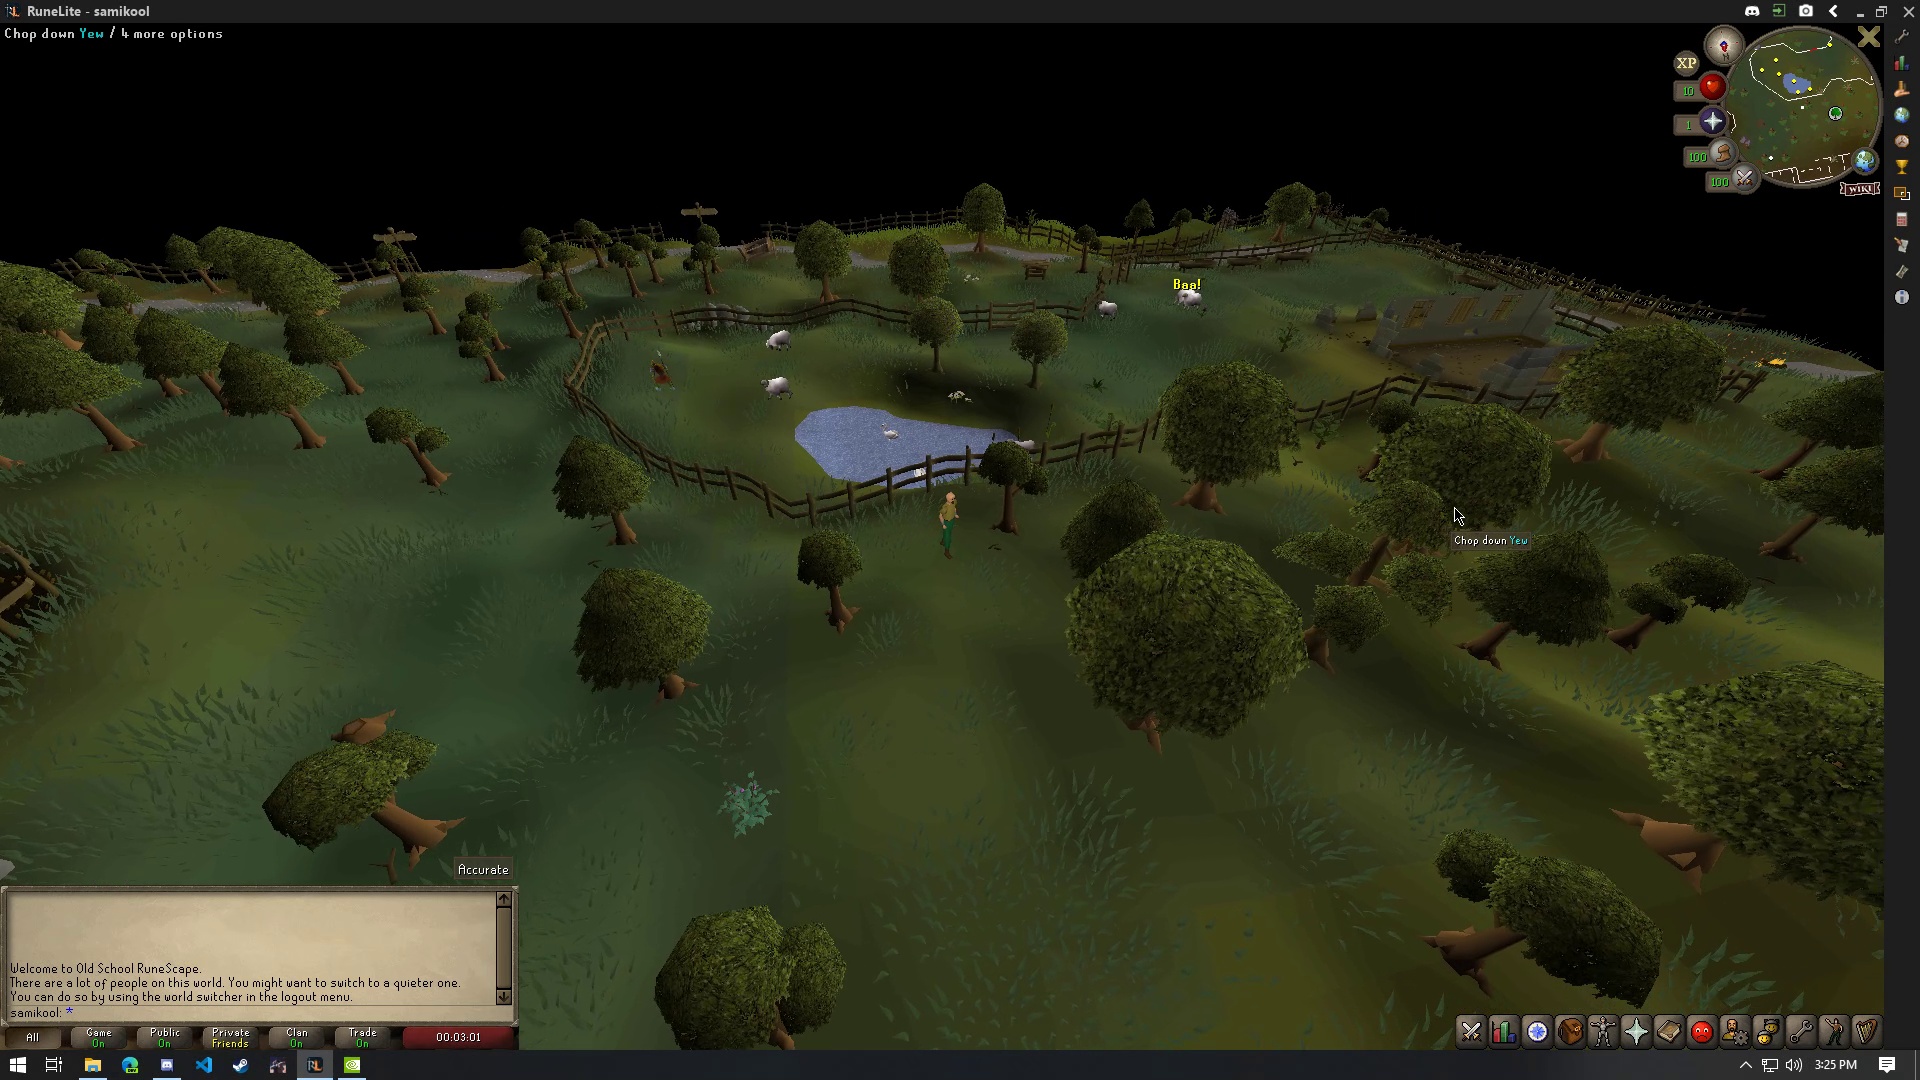 RuneLite - samikool
Chop down Yew / 4 more options
XP
10
1
100
100
WIKI
Baa!
Chop down Yew
Accurate
Welcome to Old School RuneScape.
There are a lot of people on this world. You might want to switch to a quieter one.
You can do so by using the world switcher in the logout menu.
samikool: *
All
Game
On
Public
On
Private
Friends
Clan
On
Trade
On
00:03:01
3:25 PM